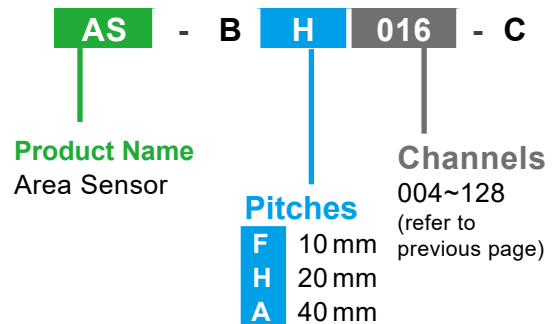 AS - B H 016 - C
Product Name
Area Sensor
Pitches
F 10 mm
H 20 mm
A 40 mm
Channels
004~128
(refer to
previous page)